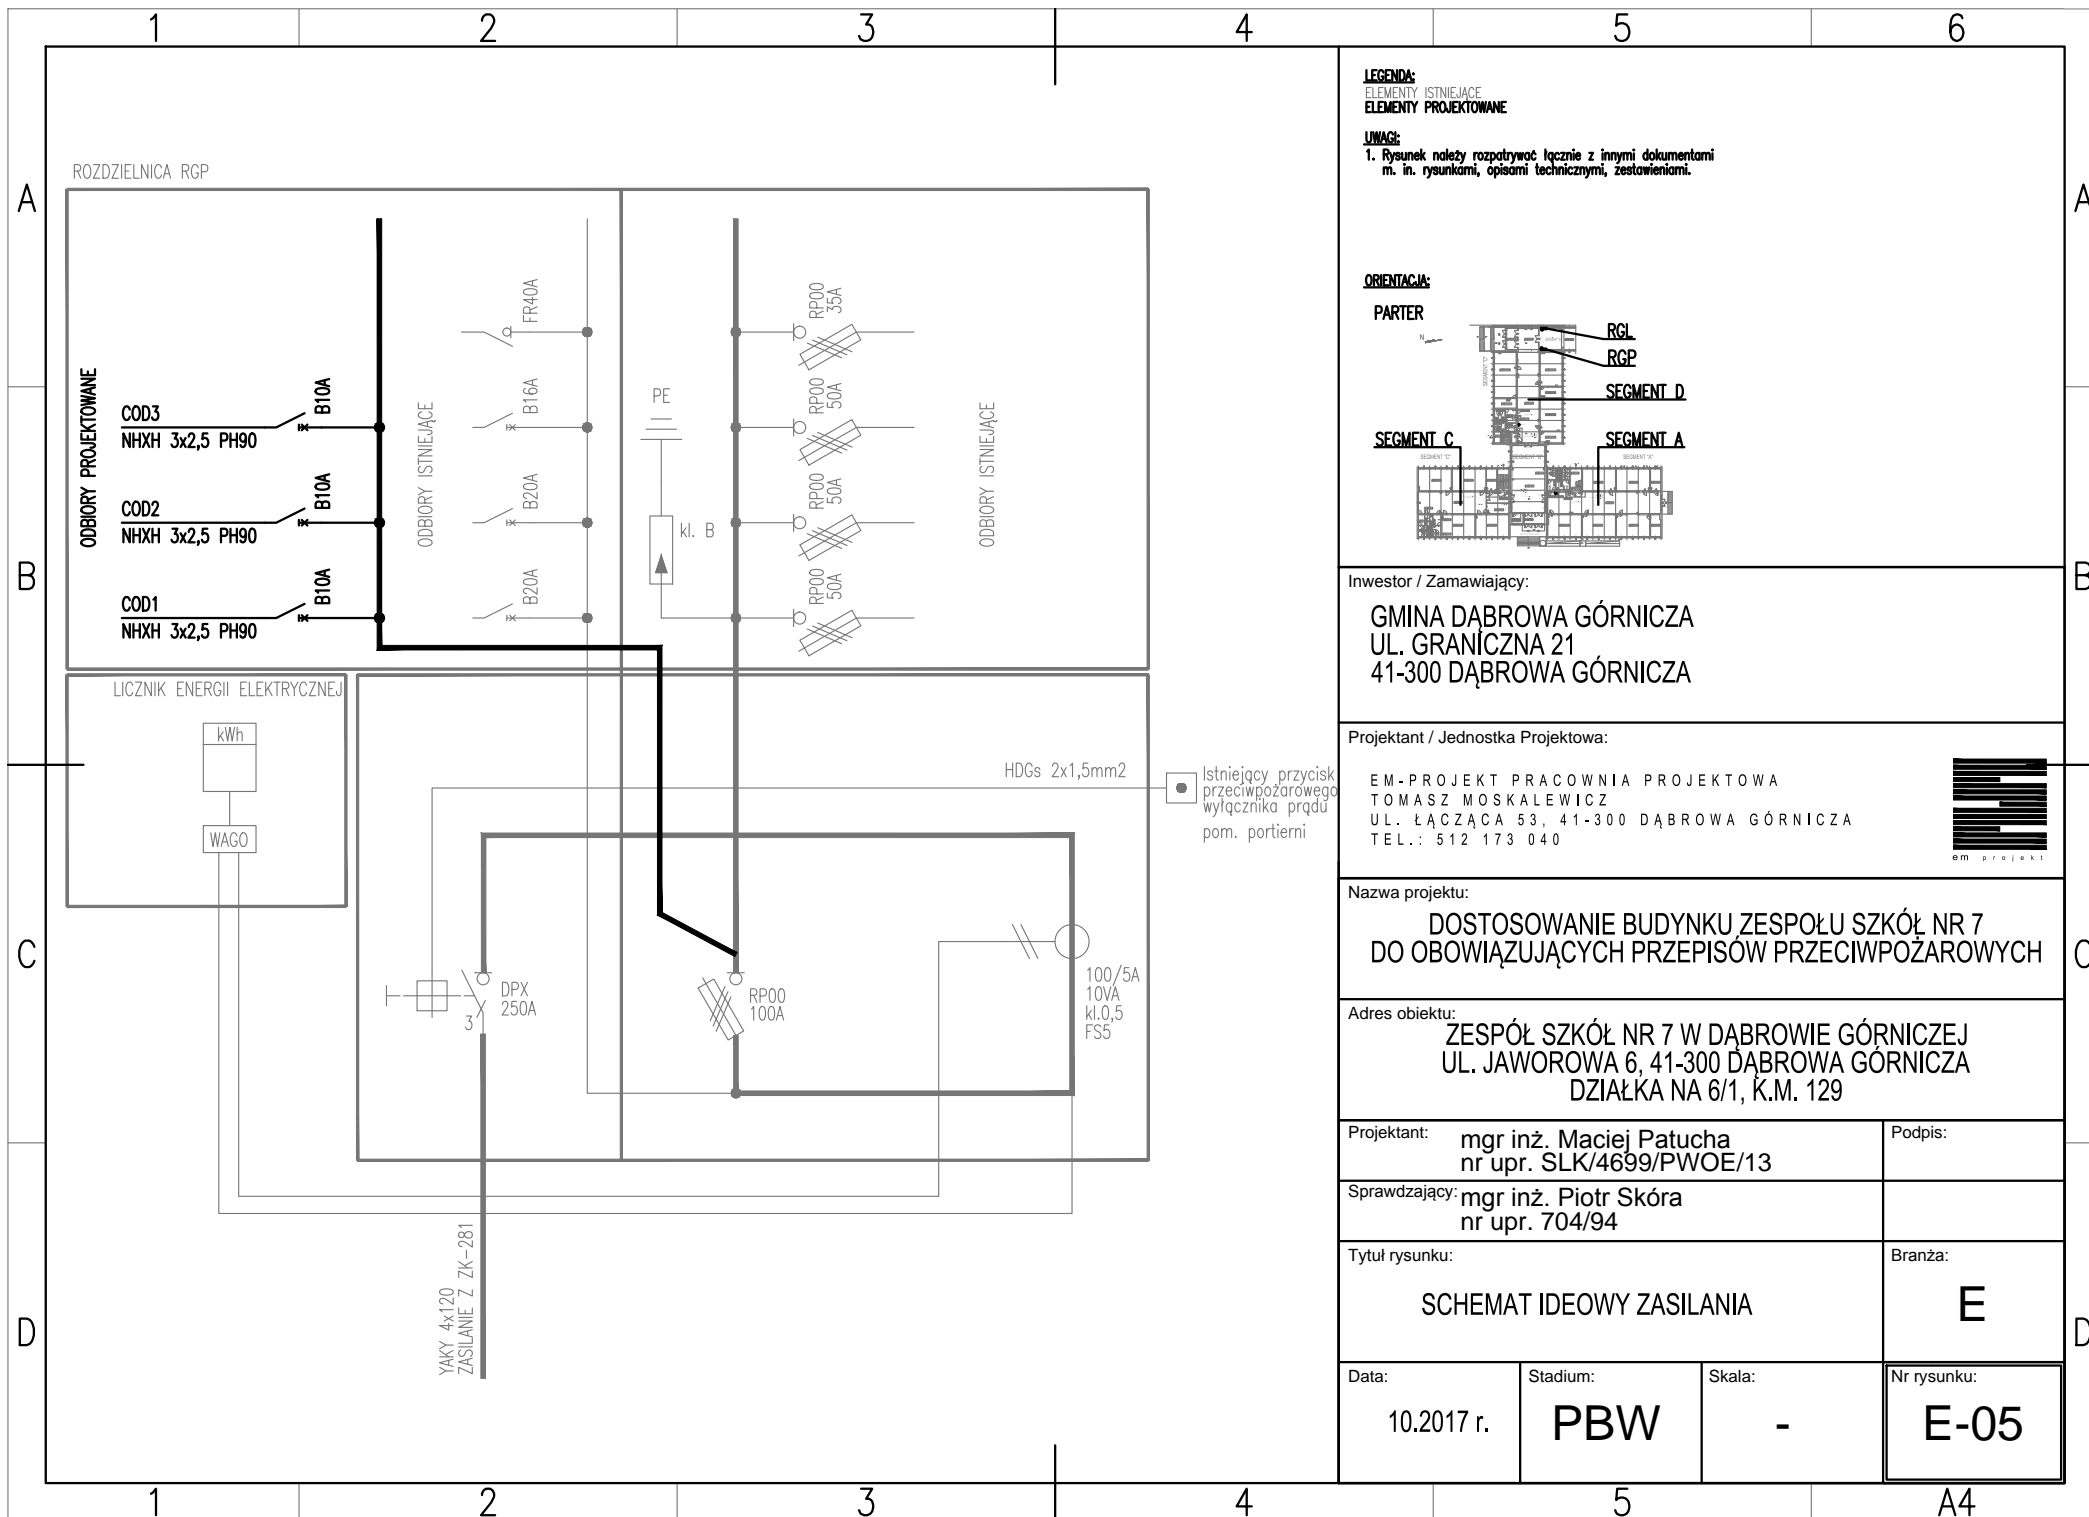 1 2 3 4 5 6
A
A
B
B
C
C
D
D
ROZDZIELNICA RGP
ODBIORY PROJEKTOWANE
COD3
NHXH 3x2,5 PH90
B10A
COD2
NHXH 3x2,5 PH90
B10A
COD1
NHXH 3x2,5 PH90
B10A
ODBIORY ISTNIEJĄCE
FR40A
B16A
B20A
B20A
PE
kl. B
RP00
35A
RP00
50A
RP00
50A
RP00
50A
ODBIORY ISTNIEJĄCE
LICZNIK ENERGII ELEKTRYCZNEJ
kWh
WAGO
HDGs 2x1,5mm2
Istniejący przycisk
przeciwpożarowego
wyłącznika prądu
pom. portierni
DPX
250A
3
RP00
100A
100/5A
10VA
kl.0,5
FS5
YAKY 4x120
ZASILANIE Z ZK-281
LEGENDA:
ELEMENTY ISTNIEJĄCE
ELEMENTY PROJEKTOWANE
UWAGI:
1. Rysunek należy rozpatrywać łącznie z innymi dokumentami
m. in. rysunkami, opisami technicznymi, zestawieniami.
ORIENTACJA:
PARTER
N
RGL
RGP
SEGMENT "D"
SEGMENT D
SEGMENT C
SEGMENT A
SEGMENT "C"
SEGMENT "B"
SEGMENT "A"
Inwestor / Zamawiający:
GMINA DĄBROWA GÓRNICZA
UL. GRANICZNA 21
41-300 DĄBROWA GÓRNICZA
Projektant / Jednostka Projektowa:
EM-PROJEKT PRACOWNIA PROJEKTOWA
TOMASZ MOSKALEWICZ
UL. ŁĄCZĄCA 53, 41-300 DĄBROWA GÓRNICZA
TEL.: 512 173 040
em projekt
Nazwa projektu:
DOSTOSOWANIE BUDYNKU ZESPOŁU SZKÓŁ NR 7
DO OBOWIĄZUJĄCYCH PRZEPISÓW PRZECIWPOŻAROWYCH
Adres obiektu:
ZESPÓŁ SZKÓŁ NR 7 W DĄBROWIE GÓRNICZEJ
UL. JAWOROWA 6, 41-300 DĄBROWA GÓRNICZA
DZIAŁKA NA 6/1, K.M. 129
Projektant:
mgr inż. Maciej Patucha
nr upr. SLK/4699/PWOE/13
Podpis:
Sprawdzający:
mgr inż. Piotr Skóra
nr upr. 704/94
Tytuł rysunku:
SCHEMAT IDEOWY ZASILANIA
Branża:
E
Data:
10.2017 r.
Stadium:
PBW
Skala:
-
Nr rysunku:
E-05
1 2 3 4 5 A4